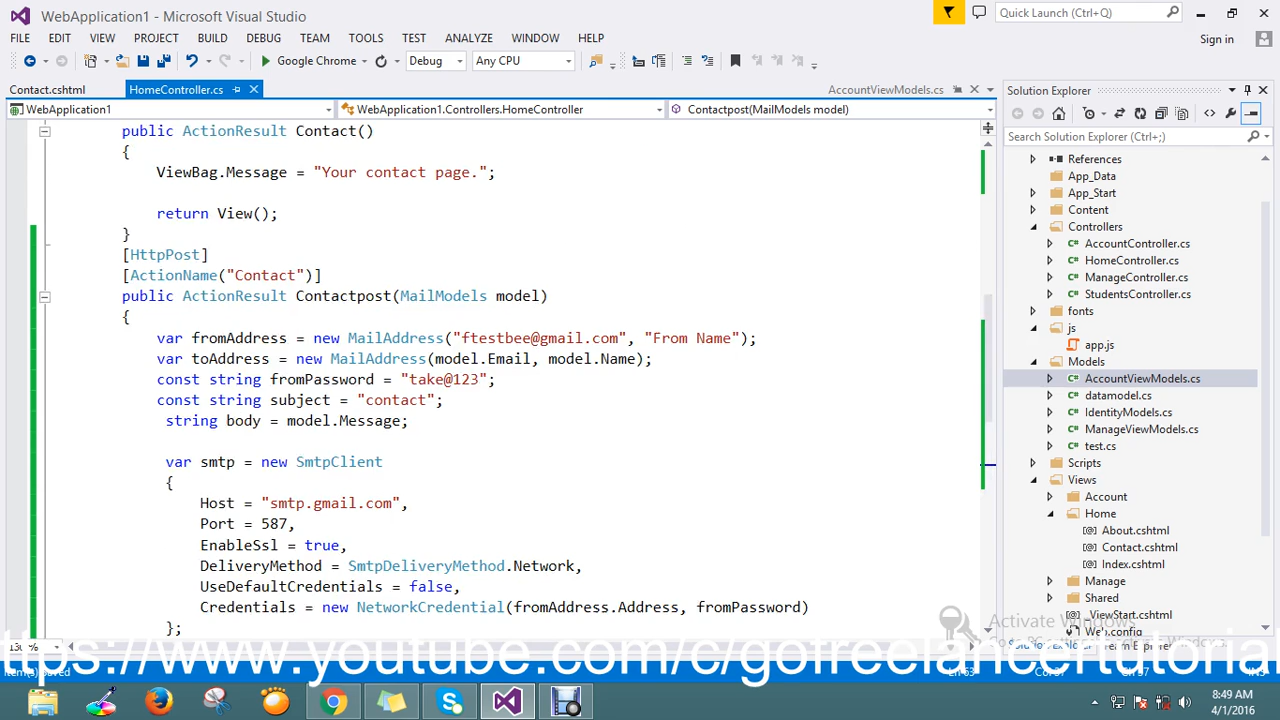 WebApplication1 - Microsoft Visual Studio
Quick Launch (Ctrl+Q)
FILE EDIT VIEW PROJECT BUILD DEBUG TEAM TOOLS TEST ANALYZE WINDOW HELP
Sign in
Google Chrome Debug Any CPU
Contact.cshtml HomeController.cs AccountViewModels.cs
WebApplication1 WebApplication1.Controllers.HomeController Contactpost(MailModels model)
public ActionResult Contact()
{
ViewBag.Message = "Your contact page.";
return View();
}
[HttpPost]
[ActionName("Contact")]
public ActionResult Contactpost(MailModels model)
{
var fromAddress = new MailAddress("ftestbee@gmail.com", "From Name");
var toAddress = new MailAddress(model.Email, model.Name);
const string fromPassword = "take@123";
const string subject = "contact";
string body = model.Message;
var smtp = new SmtpClient
{
Host = "smtp.gmail.com",
Port = 587,
EnableSsl = true,
DeliveryMethod = SmtpDeliveryMethod.Network,
UseDefaultCredentials = false,
Credentials = new NetworkCredential(fromAddress.Address, fromPassword)
};
Solution Explorer
Search Solution Explorer (Ctrl+;)
References
App_Data
App_Start
Content
Controllers
AccountController.cs
HomeController.cs
ManageController.cs
StudentsController.cs
fonts
js
app.js
Models
AccountViewModels.cs
datamodel.cs
IdentityModels.cs
ManageViewModels.cs
test.cs
Scripts
Views
Account
Home
About.cshtml
Contact.cshtml
Index.cshtml
Manage
Shared
_ViewStart.cshtml
Web.config
Activate Windows
ttps://www.youtube.com/c/gofreelancertutorial
8:49 AM
4/1/2016